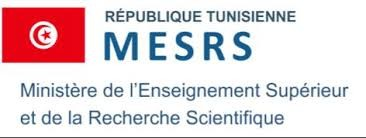 RÉPUBLIQUE TUNISIENNE
MESRS
Ministère de l’Enseignement Supérieur
et de la Recherche Scientifique